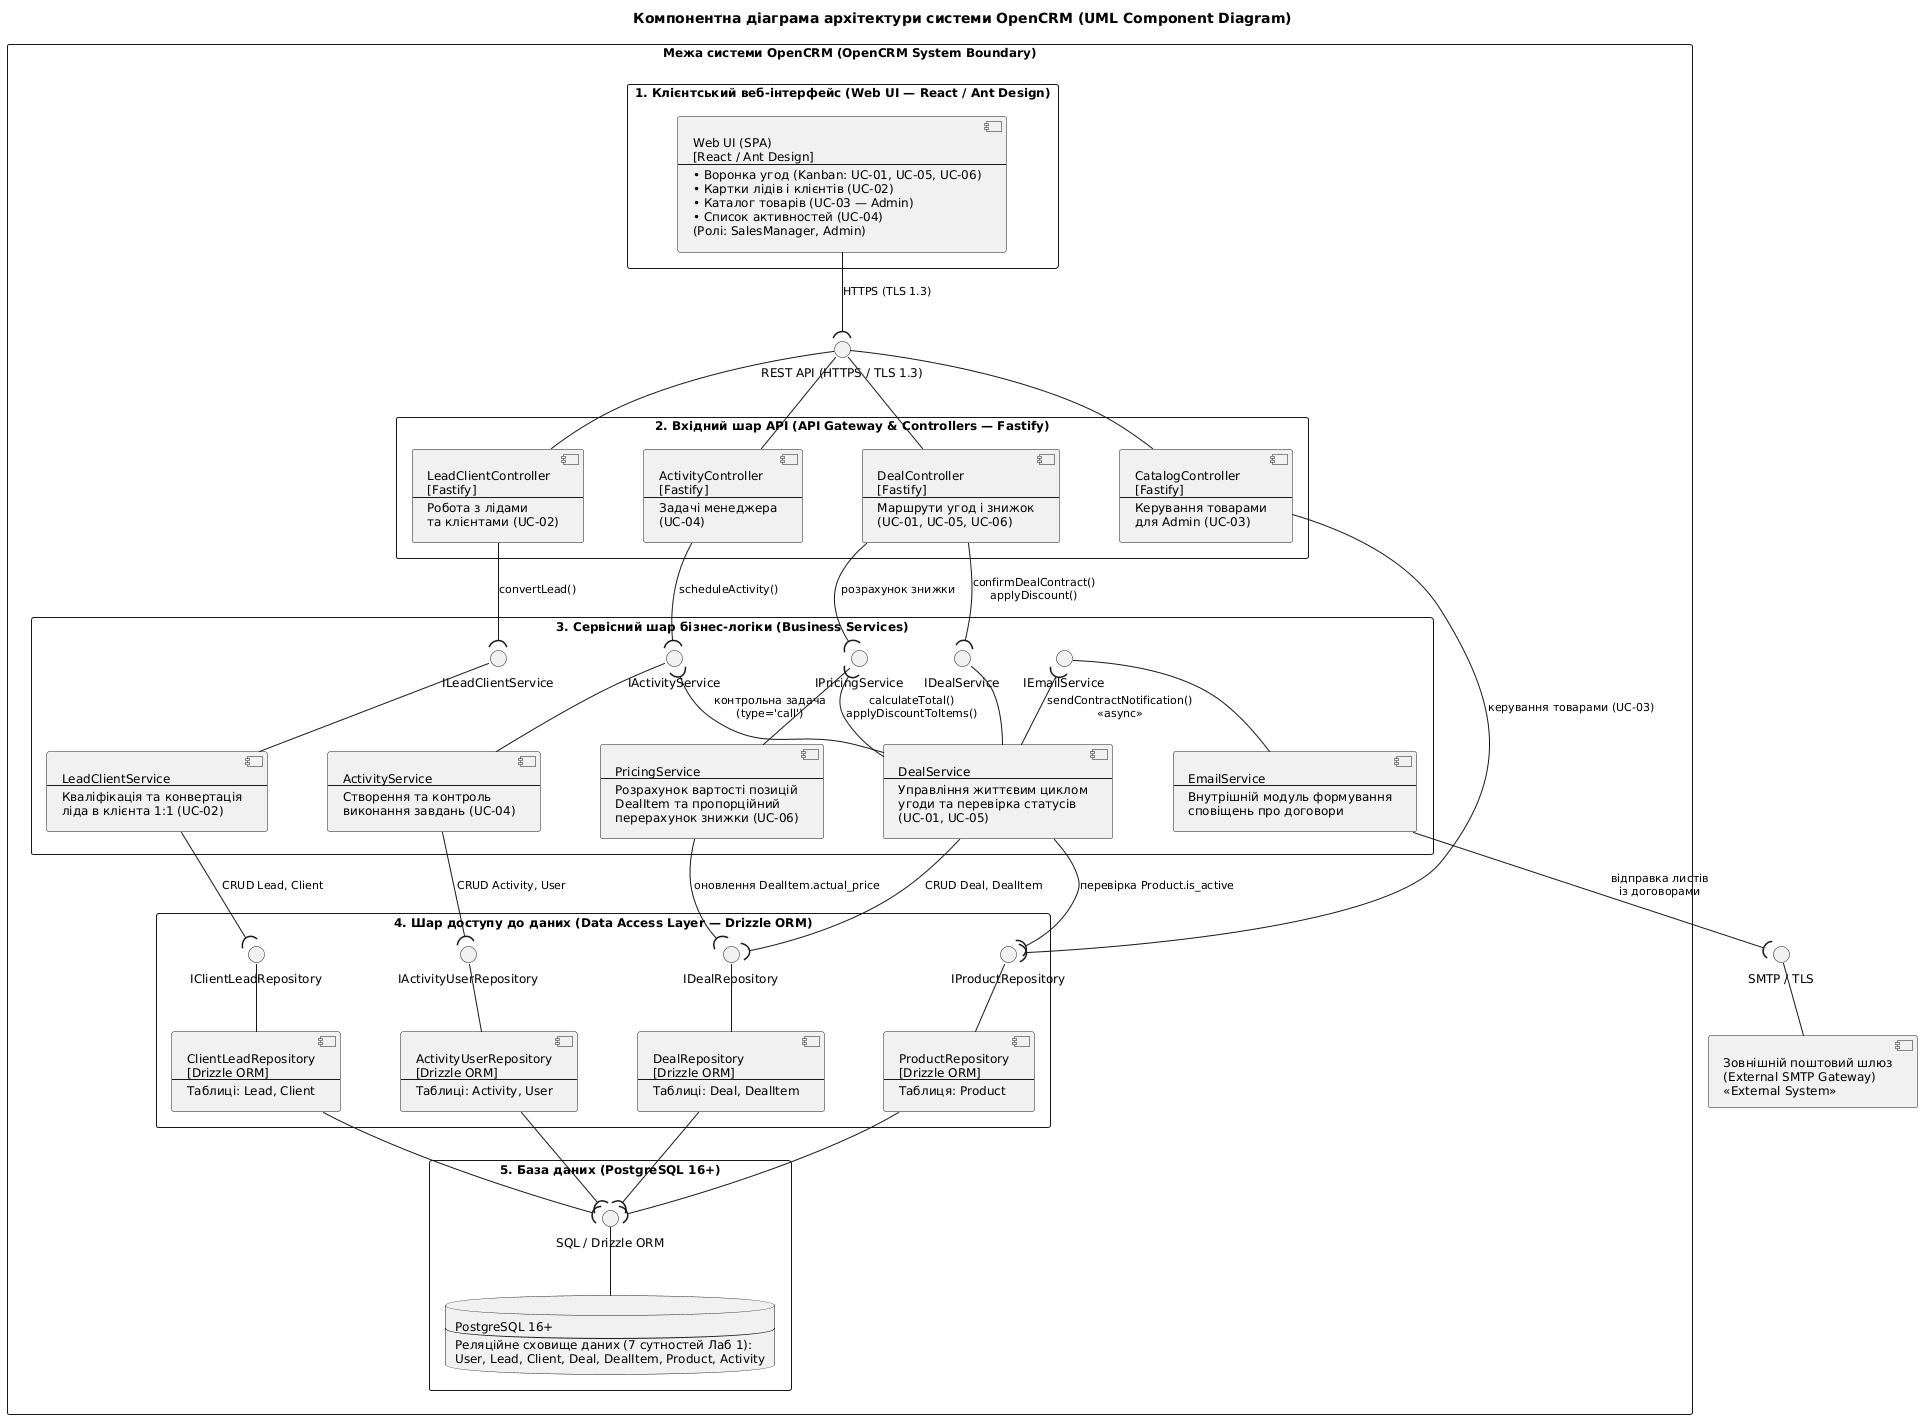 Компонентна діаграма архітектури системи OpenCRM (UML Component Diagram)
Межа системи OpenCRM (OpenCRM System Boundary)
1. Клієнтський веб-інтерфейс (Web UI — React / Ant Design)
Web UI (SPA)
[React / Ant Design]
• Воронка угод (Kanban: UC-01, UC-05, UC-06)
• Картки лідів і клієнтів (UC-02)
• Каталог товарів (UC-03 — Admin)
• Список активностей (UC-04)
(Ролі: SalesManager, Admin)
HTTPS (TLS 1.3)
REST API (HTTPS / TLS 1.3)
2. Вхідний шар API (API Gateway & Controllers — Fastify)
LeadClientController
[Fastify]
Робота з лідами
та клієнтами (UC-02)
ActivityController
[Fastify]
Задачі менеджера
(UC-04)
DealController
[Fastify]
Маршрути угод і знижок
(UC-01, UC-05, UC-06)
CatalogController
[Fastify]
Керування товарами
для Admin (UC-03)
convertLead()
scheduleActivity()
розрахунок знижки
confirmDealContract()
applyDiscount()
3. Сервісний шар бізнес-логіки (Business Services)
ILeadClientService
IActivityService
IPricingService
IDealService
IEmailService
контрольна задача
(type='call')
calculateTotal()
applyDiscountToItems()
sendContractNotification()
«async»
керування товарами (UC-03)
LeadClientService
Кваліфікація та конвертація
ліда в клієнта 1:1 (UC-02)
ActivityService
Створення та контроль
виконання завдань (UC-04)
PricingService
Розрахунок вартості позицій
DealItem та пропорційний
перерахунок знижки (UC-06)
DealService
Управління життєвим циклом
угоди та перевірка статусів
(UC-01, UC-05)
EmailService
Внутрішній модуль формування
сповіщень про договори
CRUD Lead, Client
CRUD Activity, User
оновлення DealItem.actual_price
CRUD Deal, DealItem
перевірка Product.is_active
відправка листів
із договорами
4. Шар доступу до даних (Data Access Layer — Drizzle ORM)
IClientLeadRepository
IActivityUserRepository
IDealRepository
IProductRepository
SMTP / TLS
ClientLeadRepository
[Drizzle ORM]
Таблиці: Lead, Client
ActivityUserRepository
[Drizzle ORM]
Таблиці: Activity, User
DealRepository
[Drizzle ORM]
Таблиці: Deal, DealItem
ProductRepository
[Drizzle ORM]
Таблиця: Product
Зовнішній поштовий шлюз
(External SMTP Gateway)
«External System»
5. База даних (PostgreSQL 16+)
SQL / Drizzle ORM
PostgreSQL 16+
Реляційне сховище даних (7 сутностей Лаб 1):
User, Lead, Client, Deal, DealItem, Product, Activity